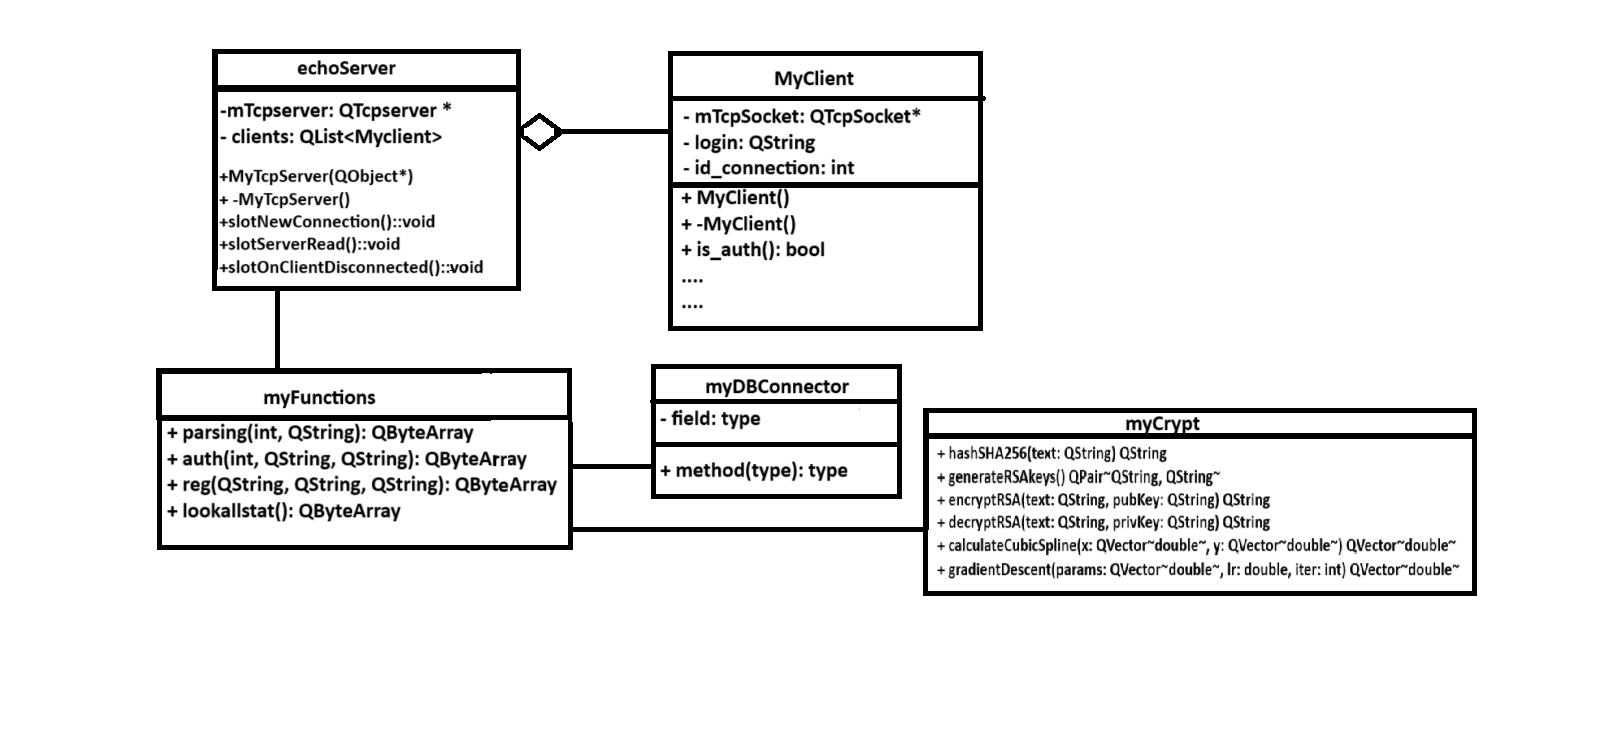 echoServer
-mTcpserver: QTcpserver *
- clients: QList<Myclient>
+MyTcpServer(QObject*)
+ -MyTcpServer()
+slotNewConnection()::void
+slotServerRead()::void
+slotOnClientDisconnected()::void
MyClient
- mTcpSocket: QTcpSocket*
- login: QString
- id_connection: int
+ MyClient()
+ -MyClient()
+ is_auth(): bool
....
....
myFunctions
+ parsing(int, QString): QByteArray
+ auth(int, QString, QString): QByteArray
+ reg(QString, QString, QString): QByteArray
+ lookallstat(): QByteArray
myDBConnector
- field: type
+ method(type): type
myCrypt
+ hashSHA256(text: QString) QString
+ generateRSAkeys() QPair~QString, QString~
+ encryptRSA(text: QString, pubKey: QString) QString
+ decryptRSA(text: QString, privKey: QString) QString
+ calculateCubicSpline(x: QVector~double~, y: QVector~double~) QVector~double~
+ gradientDescent(params: QVector~double~, lr: double, iter: int) QVector~double~